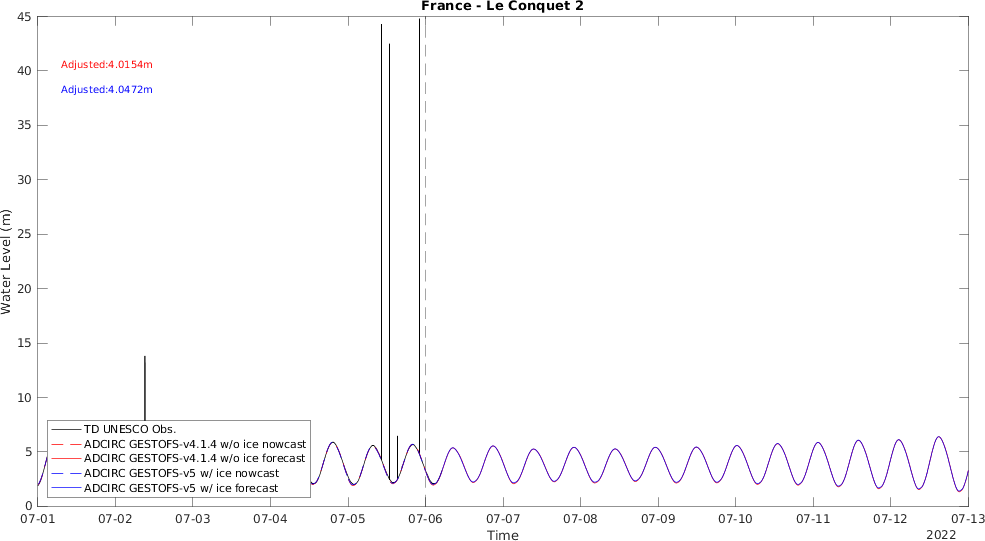 France - Le Conquet 2
Water Level (m)
45
40
35
30
25
20
15
10
5
0
Adjusted:4.0154m
Adjusted:4.0472m
TD UNESCO Obs.
ADCIRC GESTOFS-v4.1.4 w/o ice nowcast
ADCIRC GESTOFS-v4.1.4 w/o ice forecast
ADCIRC GESTOFS-v5 w/ ice nowcast
ADCIRC GESTOFS-v5 w/ ice forecast
07-01 07-02 07-03 07-04 07-05 07-06 07-07 07-08 07-09 07-10 07-11 07-12 07-13
Time
2022